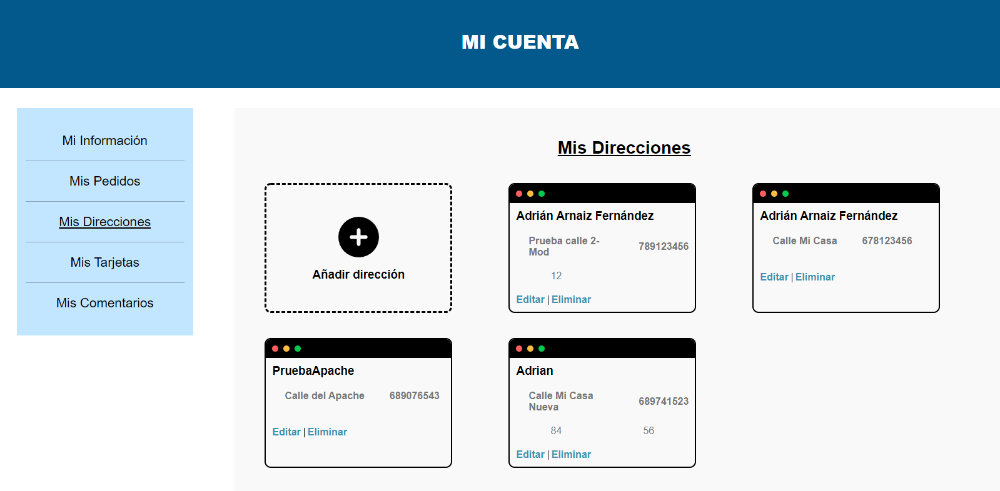 MI CUENTA
Mi Información
Mis Pedidos
Mis Direcciones
Mis Tarjetas
Mis Comentarios
Mis Direcciones
Añadir dirección
Adrián Arnaiz Fernández
Prueba calle 2-
Mod
789123456
12
Editar | Eliminar
Adrián Arnaiz Fernández
Calle Mi Casa 678123456
Editar | Eliminar
PruebaApache
Calle del Apache 689076543
Editar | Eliminar
Adrian
Calle Mi Casa
Nueva
689741523
84 56
Editar | Eliminar